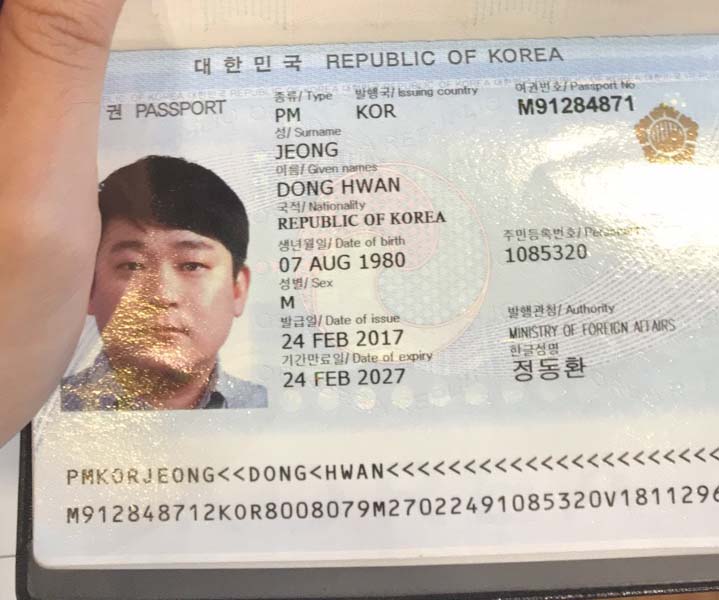 대한민국 REPUBLIC OF KOREA
권 PASSPORT
종류/ Type 발행국/ Issuing country 여권번호/ Passport No
PM KOR M91284871
성/ Surname
JEONG
이름/ Given names
DONG HWAN
국적/ Nationality
REPUBLIC OF KOREA
생년월일/ Date of birth 주민등록번호/
07 AUG 1980 1085320
성별/ Sex
M
발급일/ Date of issue 발행관청/ Authority
24 FEB 2017 MINISTRY OF FOREIGN AFFAIRS
기간만료일/ Date of expiry 한글성명
24 FEB 2027 정동환
PMKORJEONG<<DONG<HWAN<<<<<<<<<<<<<<<<<<<<<<<
M912848712KOR8008079M27022491085320V1811296